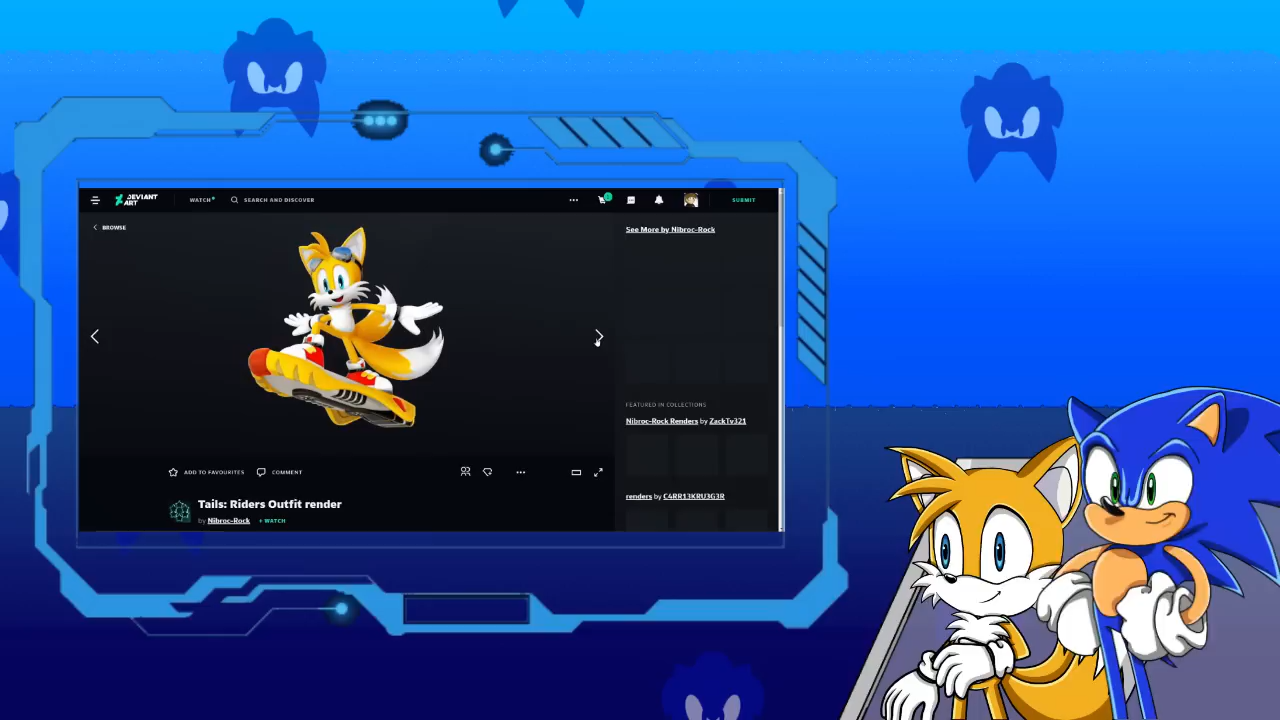 DEVIANT
ART
WATCH
SEARCH AND DISCOVER
SUBMIT
BROWSE
See More by Nibroc-Rock
FEATURED IN COLLECTIONS
Nibroc-Rock Renders by ZackTv321
ADD TO FAVOURITES
COMMENT
renders by C4RR13KRU3G3R
Tails: Riders Outfit render
by Nibroc-Rock
+ WATCH